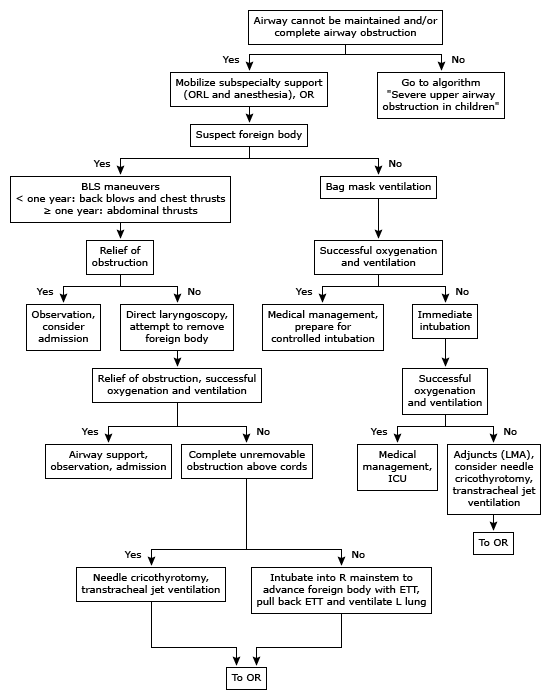 Airway cannot be maintained and/or
complete airway obstruction
Yes
No
Mobilize subspecialty support
(ORL and anesthesia), OR
Go to algorithm
"Severe upper airway
obstruction in children"
Suspect foreign body
Yes
No
BLS maneuvers
< one year: back blows and chest thrusts
≥ one year: abdominal thrusts
Bag mask ventilation
Relief of
obstruction
Successful oxygenation
and ventilation
Yes
No
Yes
No
Observation,
consider
admission
Direct laryngoscopy,
attempt to remove
foreign body
Medical management,
prepare for
controlled intubation
Immediate
intubation
Relief of obstruction, successful
oxygenation and ventilation
Successful
oxygenation
and ventilation
Yes
No
Yes
No
Airway support,
observation, admission
Complete unremovable
obstruction above cords
Medical
management,
ICU
Adjuncts (LMA),
consider needle
cricothyrotomy,
transtracheal jet
ventilation
To OR
Yes
No
Needle cricothyrotomy,
transtracheal jet ventilation
Intubate into R mainstem to
advance foreign body with ETT,
pull back ETT and ventilate L lung
To OR